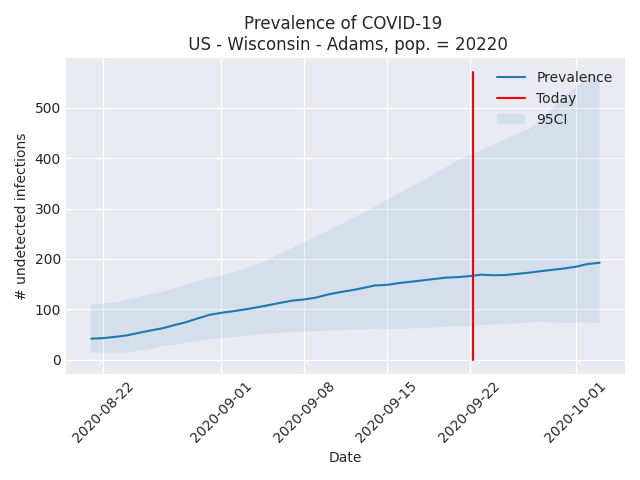 Prevalence of COVID-19
US - Wisconsin - Adams, pop. = 20220
Prevalence
Today
95CI
500
400
300
200
100
0
# undetected infections
2020-08-22
2020-09-01
2020-09-08
2020-09-15
2020-09-22
2020-10-01
Date